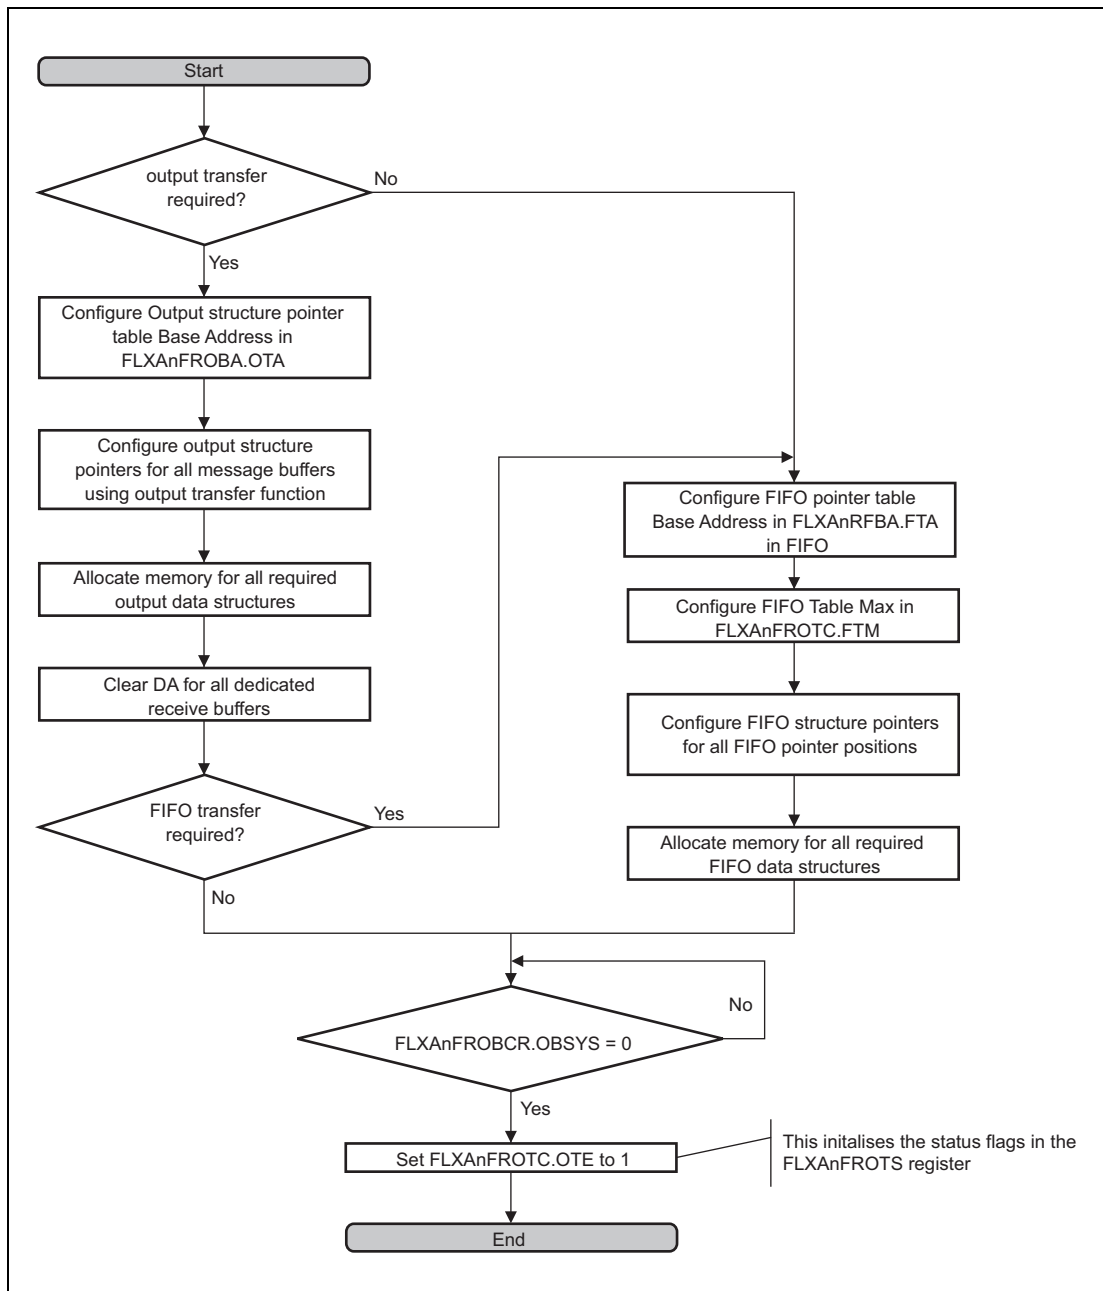 Start
output transfer
required?
No
Yes
Configure Output structure pointer
table Base Address in
FLXAnFROBA.OTA
Configure output structure
pointers for all message buffers
using output transfer function
Allocate memory for all required
output data structures
Clear DA for all dedicated
receive buffers
FIFO transfer
required?
Yes
No
Configure FIFO pointer table
Base Address in FLXAnRFBA.FTA
in FIFO
Configure FIFO Table Max in
FLXAnFROTC.FTM
Configure FIFO structure pointers
for all FIFO pointer positions
Allocate memory for all required
FIFO data structures
FLXAnFROBCR.OBSYS = 0
No
Yes
Set FLXAnFROTC.OTE to 1
This initalises the status flags in the
FLXAnFROTS register
End